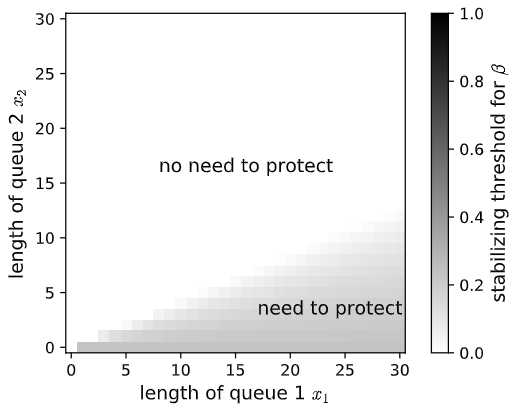 30
25
20
15
10
5
0
length of queue 2 x₂
no need to protect
need to protect
0 5 10 15 20 25 30
length of queue 1 x₁
1.0
0.8
0.6
0.4
0.2
0.0
stabilizing threshold for β